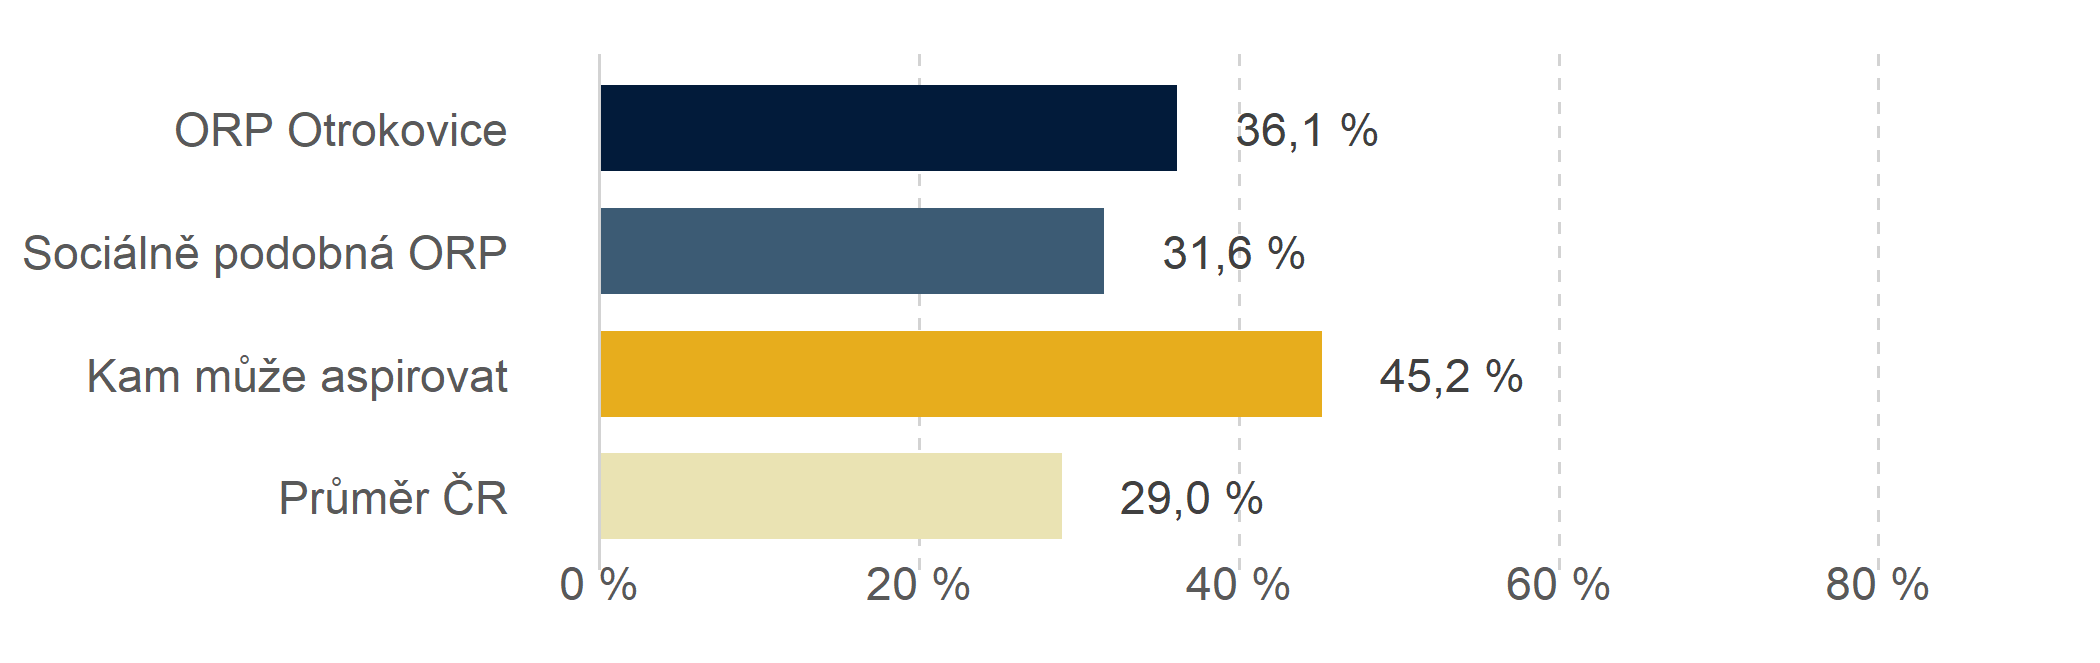 ORP Otrokovice
36,1 %
Sociálně podobná ORP
31,6 %
Kam může aspirovat
45,2 %
Průměr ČR
29,0 %
0 %
20 %
40 %
60 %
80 %